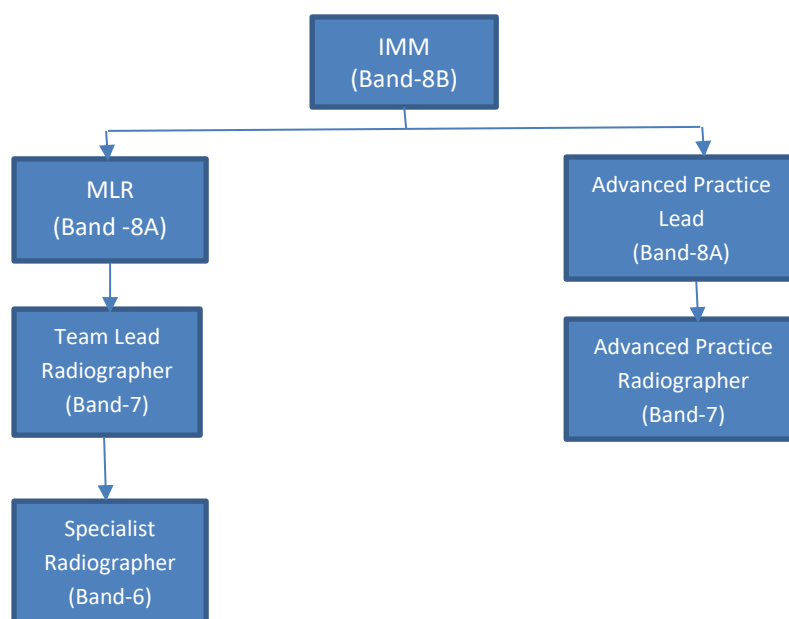 IMM
(Band-8B)
MLR
(Band -8A)
Advanced Practice
Lead
(Band-8A)
Team Lead
Radiographer
(Band-7)
Advanced Practice
Radiographer
(Band-7)
Specialist
Radiographer
(Band-6)